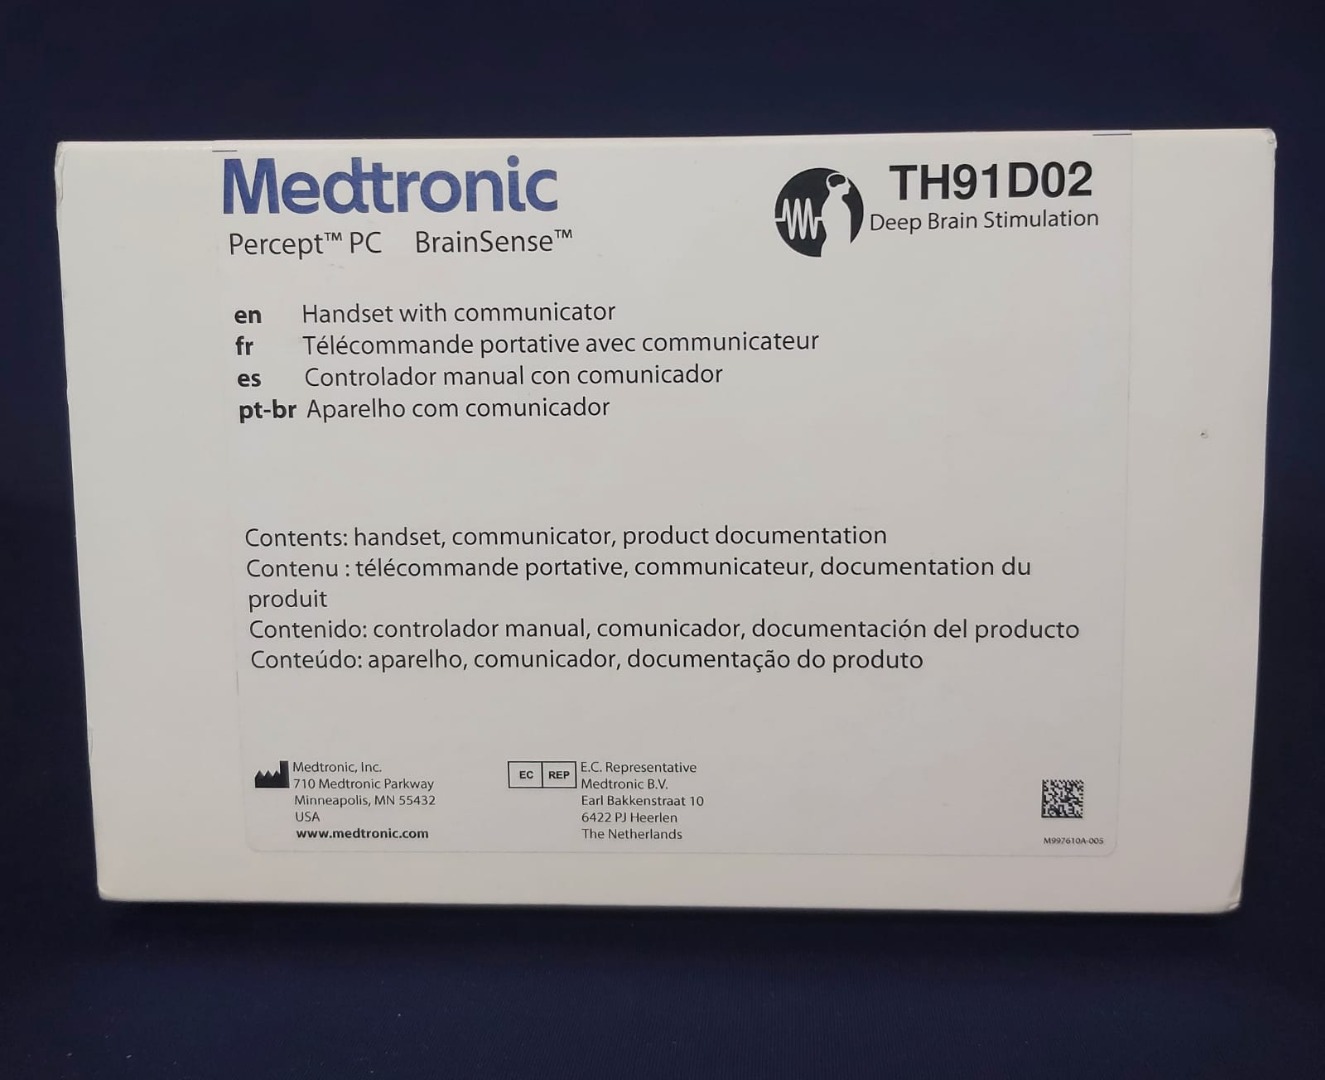 Medtronic
Percept™ PC BrainSense™
TH91D02
Deep Brain Stimulation
en Handset with communicator
fr Télécommande portative avec communicateur
es Controlador manual con comunicador
pt-br Aparelho com comunicador
Contents: handset, communicator, product documentation
Contenu : télécommande portative, communicateur, documentation du
produit
Contenido: controlador manual, comunicador, documentación del producto
Conteúdo: aparelho, comunicador, documentação do produto
Medtronic, Inc.
710 Medtronic Parkway
Minneapolis, MN 55432
USA
www.medtronic.com
EC REP
E.C. Representative
Medtronic B.V.
Earl Bakkenstraat 10
6422 PJ Heerlen
The Netherlands
M997610A-005